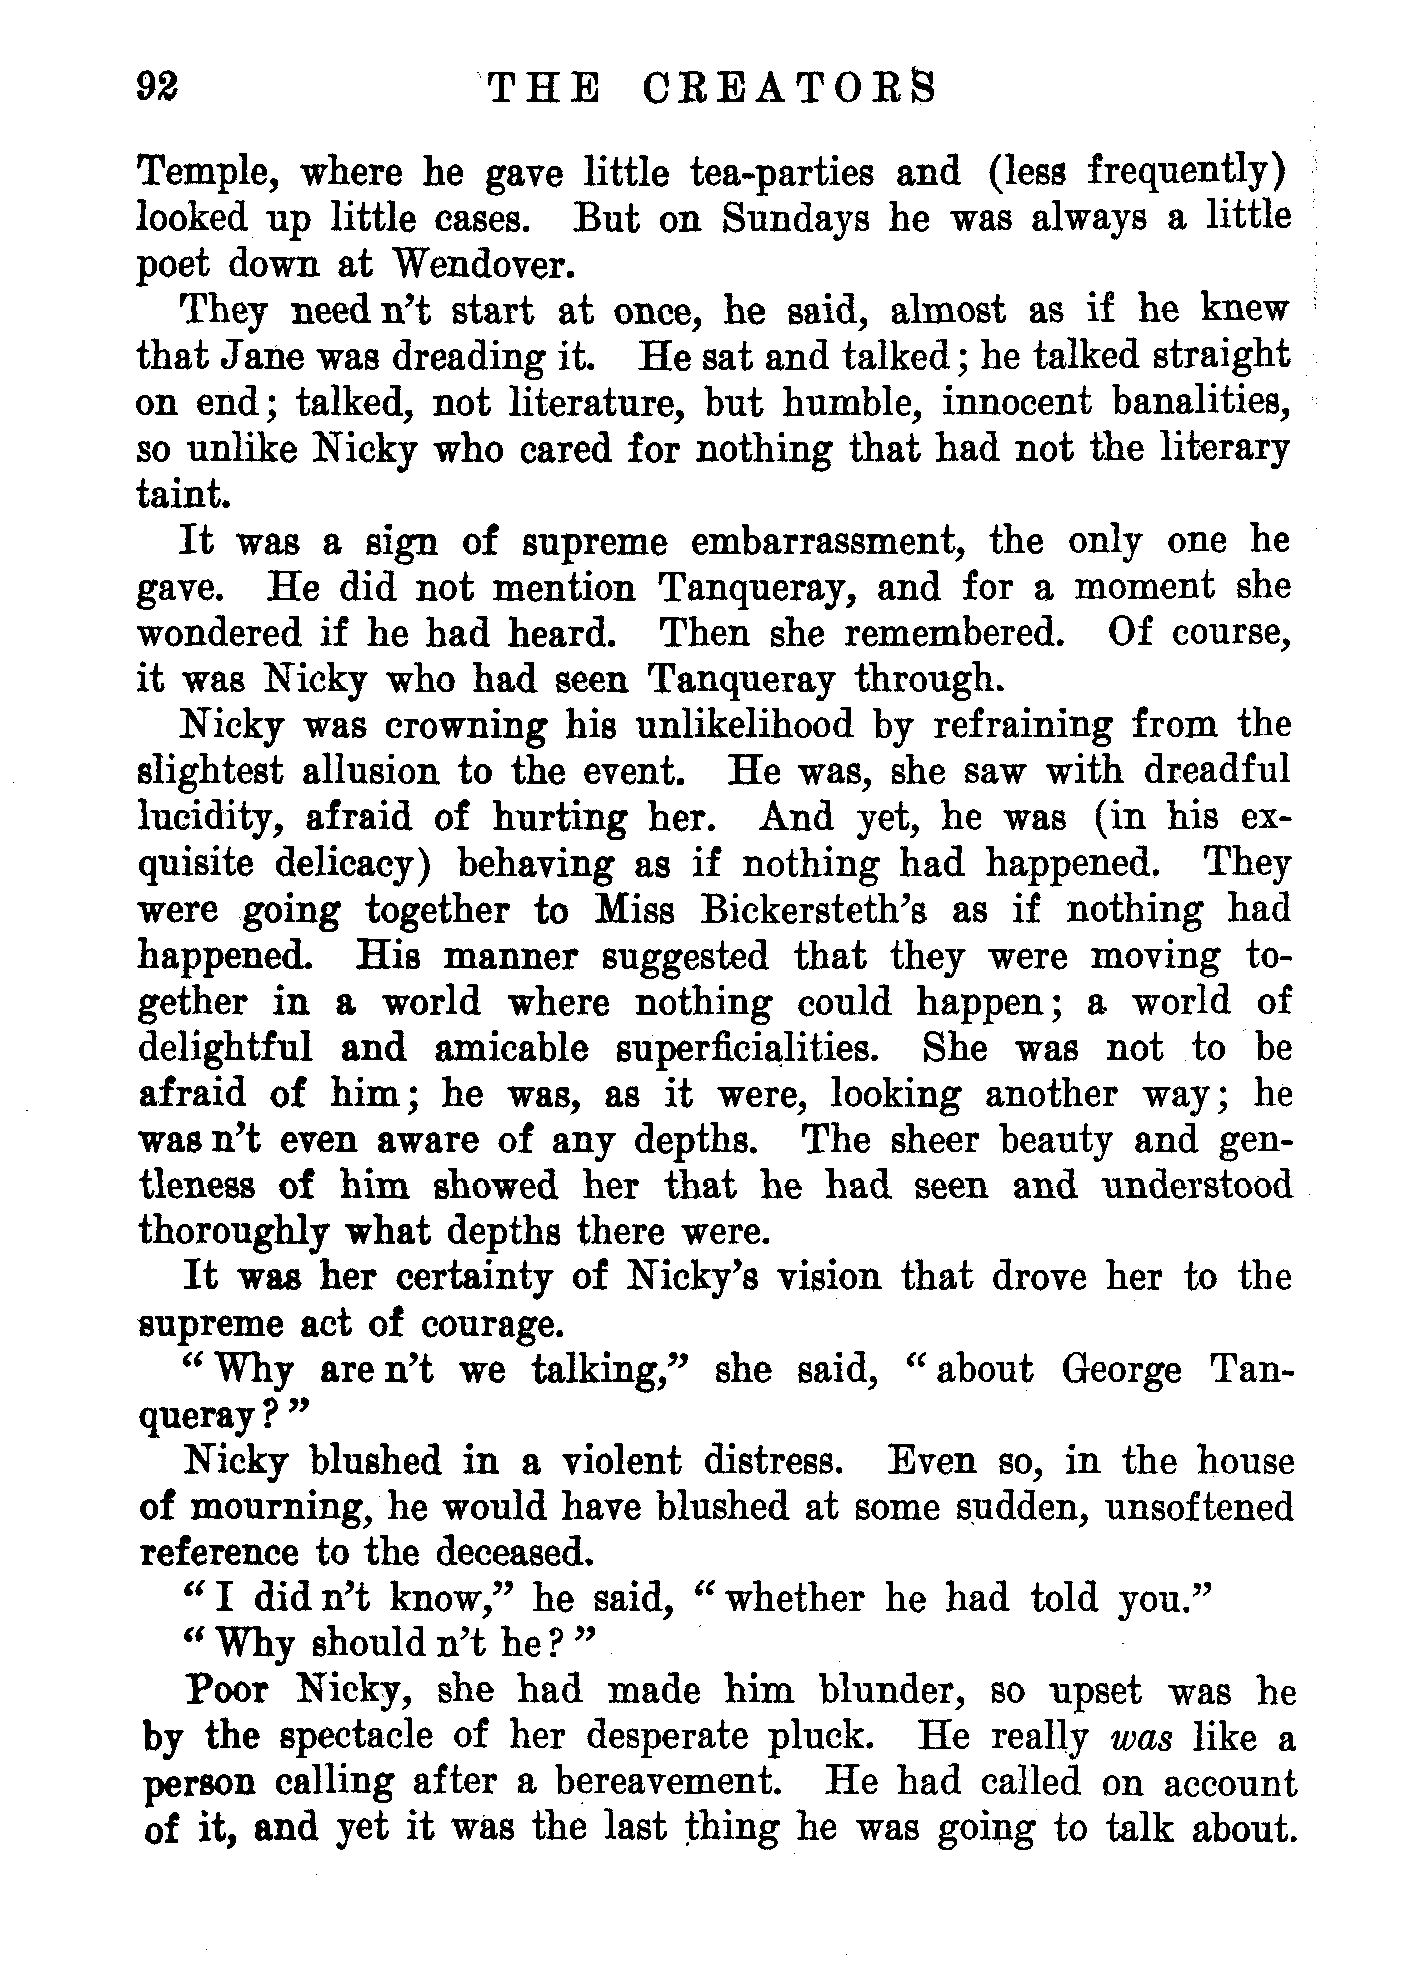 92 THE CREATORS
Temple, where he gave little tea-parties and (less frequently)
looked up little cases. But on Sundays he was always a little
poet down at Wendover.
They need n't start at once, he said, almost as if he knew
that Jane was dreading it. He sat and talked; he talked straight
on end; talked, not literature, but humble, innocent banalities,
so unlike Nicky who cared for nothing that had not the literary
taint.
It was a sign of supreme embarrassment, the only one he
gave. He did not mention Tanqueray, and for a moment she
wondered if he had heard. Then she remembered. Of course,
it was Nicky who had seen Tanqueray through.
Nicky was crowning his unlikelihood by refraining from the
slightest allusion to the event. He was, she saw with dreadful
lucidity, afraid of hurting her. And yet, he was (in his ex-
quisite delicacy) behaving as if nothing had happened. They
were going together to Miss Bickersteth's as if nothing had
happened. His manner suggested that they were moving to-
gether in a world where nothing could happen; a world of
delightful and amicable superficialities. She was not to be
afraid of him; he was, as it were, looking another way; he
was n't even aware of any depths. The sheer beauty and gen-
tleness of him showed her that he had seen and understood
thoroughly what depths there were.
It was her certainty of Nicky's vision that drove her to the
supreme act of courage.
"Why are n't we talking," she said, "about George Tan-
queray?"
Nicky blushed in a violent distress. Even so, in the house
of mourning, he would have blushed at some sudden, unsoftened
reference to the deceased.
"I did n't know," he said, "whether he had told you."
"Why should n't he?"
Poor Nicky, she had made him blunder, so upset was he
by the spectacle of her desperate pluck. He really was like a
person calling after a bereavement. He had called on account
of it, and yet it was the last thing he was going to talk about.